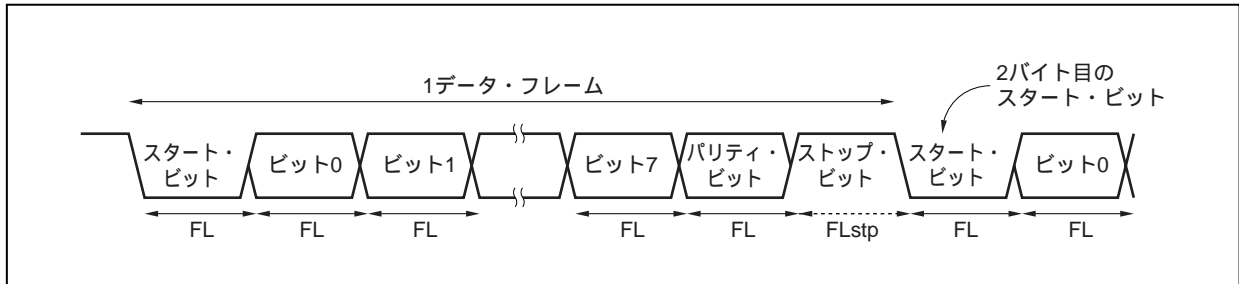 2バイト目の
スタート・ビット
1データ・フレーム
スタート・
ビット
ビット0
ビット1
ビット7
パリティ・
ビット
ストップ・
ビット
スタート・
ビット
ビット0
FL
FL
FL
FL
FL
FLstp
FL
FL